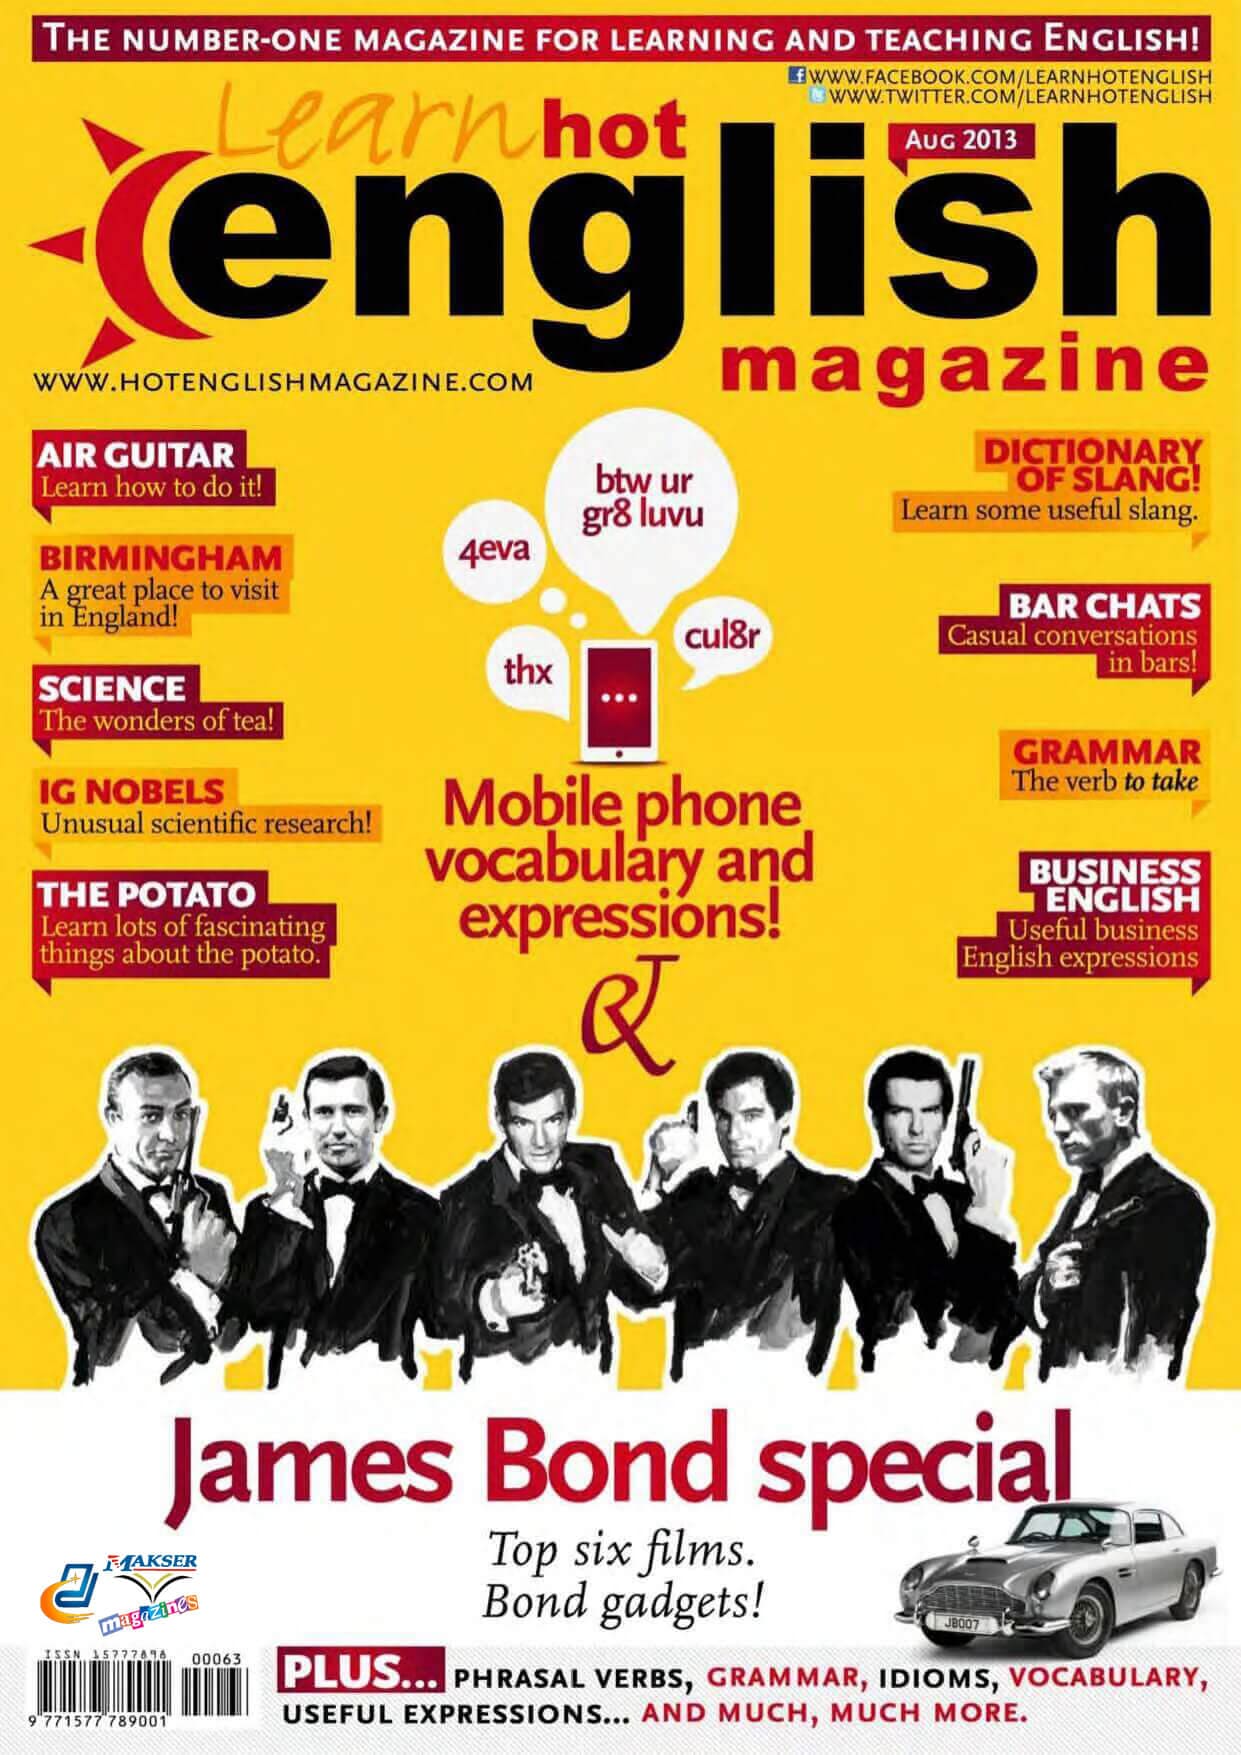 THE NUMBER-ONE MAGAZINE FOR LEARNING AND TEACHING ENGLISH!
WWW.FACEBOOK.COM/LEARNHOTENGLISH
WWW.TWITTER.COM/LEARNHOTENGLISH
Learn hot
AUG 2013
english
magazine
WWW.HOTENGLISHMAGAZINE.COM
AIR GUITAR
Learn how to do it!
BIRMINGHAM
A great place to visit
in England!
SCIENCE
The wonders of tea!
IG NOBELS
Unusual scientific research!
THE POTATO
Learn lots of fascinating
things about the potato.
btw ur
gr8 luvu
4eva
cul8r
thx
Mobile phone
vocabulary and
expressions!
&
DICTIONARY
OF SLANG!
Learn some useful slang.
BAR CHATS
Casual conversations
in bars!
GRAMMAR
The verb to take
BUSINESS
ENGLISH
Useful business
English expressions
James Bond special
Top six films.
Bond gadgets!
JB007
MAKSER
magazines
ISSN 15777898
00063
9 771577 789001
PLUS... PHRASAL VERBS, GRAMMAR, IDIOMS, VOCABULARY,
USEFUL EXPRESSIONS... AND MUCH, MUCH MORE.